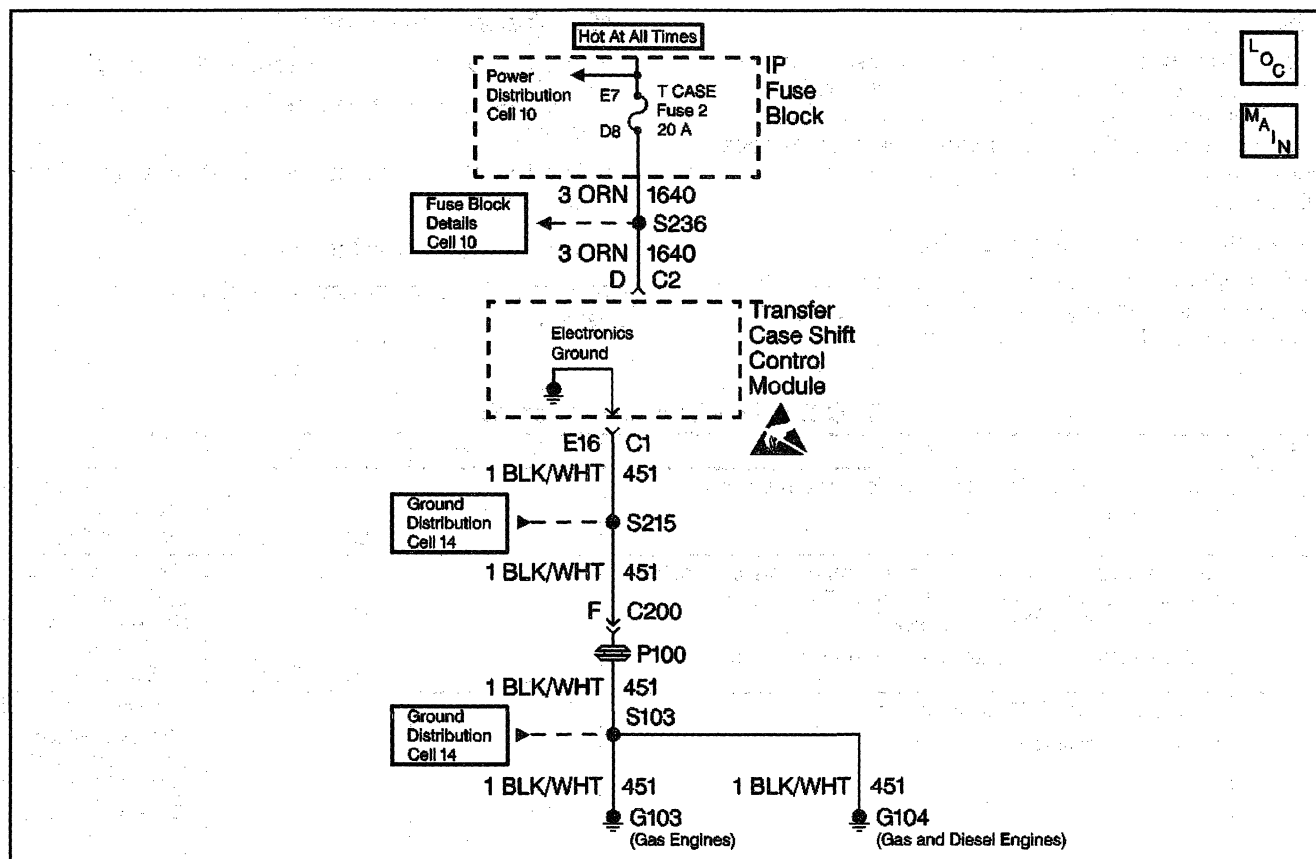 Hot At All Times
Power
Distribution
Cell 10
E7
T CASE
Fuse 2
20 A
D8
IP
Fuse
Block
LOC
MAIN
3 ORN 1640
Fuse Block
Details
Cell 10
S236
3 ORN 1640
D C2
Electronics
Ground
Transfer
Case Shift
Control
Module
E16 C1
1 BLK/WHT 451
Ground
Distribution
Cell 14
S215
1 BLK/WHT 451
F C200
P100
1 BLK/WHT 451
S103
Ground
Distribution
Cell 14
1 BLK/WHT 451
1 BLK/WHT 451
G103
(Gas Engines)
G104
(Gas and Diesel Engines)